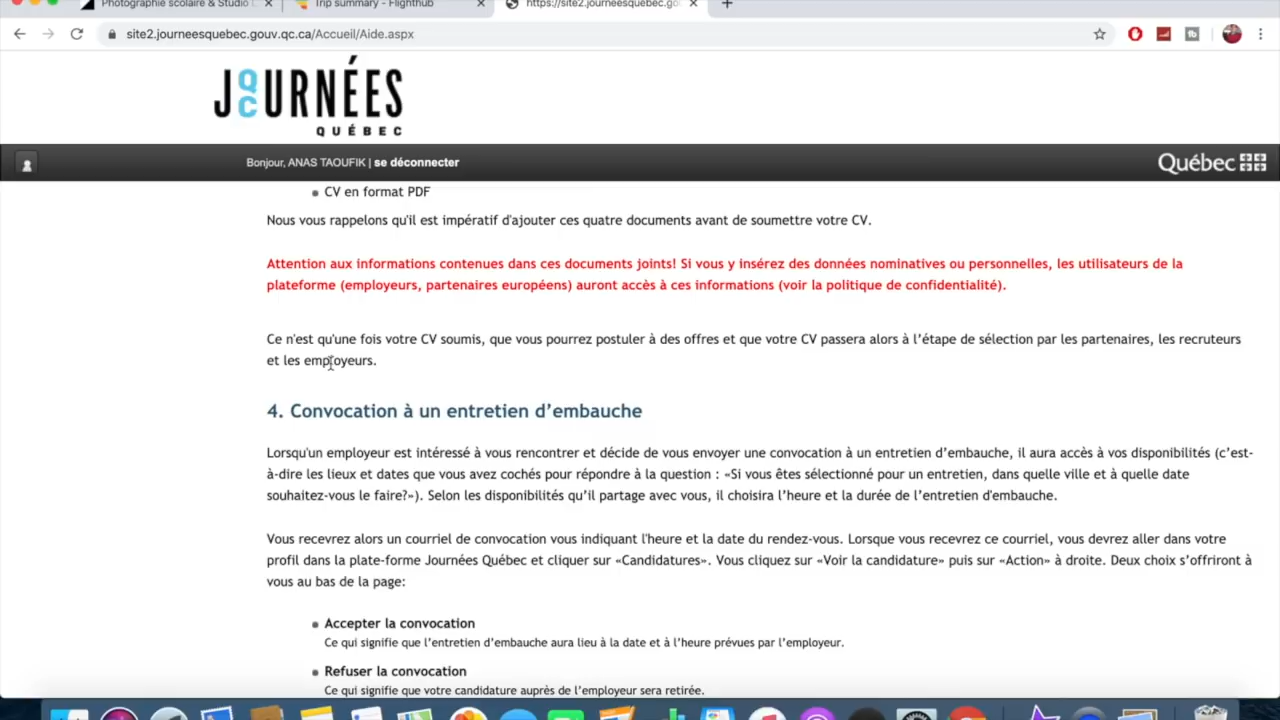 Photographie scolaire & Studio
Trip summary - Flighthub
https://site2.journeesquebec.go
site2.journeesquebec.gouv.qc.ca/Accueil/Aide.aspx
JOURNÉES
QC
QUÉBEC
Bonjour, ANAS TAOUFIK | se déconnecter
Québec
CV en format PDF
Nous vous rappelons qu'il est impératif d'ajouter ces quatre documents avant de soumettre votre CV.
Attention aux informations contenues dans ces documents joints! Si vous y insérez des données nominatives ou personnelles, les utilisateurs de la
plateforme (employeurs, partenaires européens) auront accès à ces informations (voir la politique de confidentialité).
Ce n'est qu'une fois votre CV soumis, que vous pourrez postuler à des offres et que votre CV passera alors à l’étape de sélection par les partenaires, les recruteurs
et les employeurs.
4. Convocation à un entretien d’embauche
Lorsqu'un employeur est intéressé à vous rencontrer et décide de vous envoyer une convocation à un entretien d’embauche, il aura accès à vos disponibilités (c’est-
à-dire les lieux et dates que vous avez cochés pour répondre à la question : «Si vous êtes sélectionné pour un entretien, dans quelle ville et à quelle date
souhaitez-vous le faire?»). Selon les disponibilités qu’il partage avec vous, il choisira l’heure et la durée de l’entretien d'embauche.
Vous recevrez alors un courriel de convocation vous indiquant l'heure et la date du rendez-vous. Lorsque vous recevrez ce courriel, vous devrez aller dans votre
profil dans la plate-forme Journées Québec et cliquer sur «Candidatures». Vous cliquez sur «Voir la candidature» puis sur «Action» à droite. Deux choix s’offriront à
vous au bas de la page:
Accepter la convocation
Ce qui signifie que l’entretien d’embauche aura lieu à la date et à l’heure prévues par l’employeur.
Refuser la convocation
Ce qui signifie que votre candidature auprès de l’employeur sera retirée.